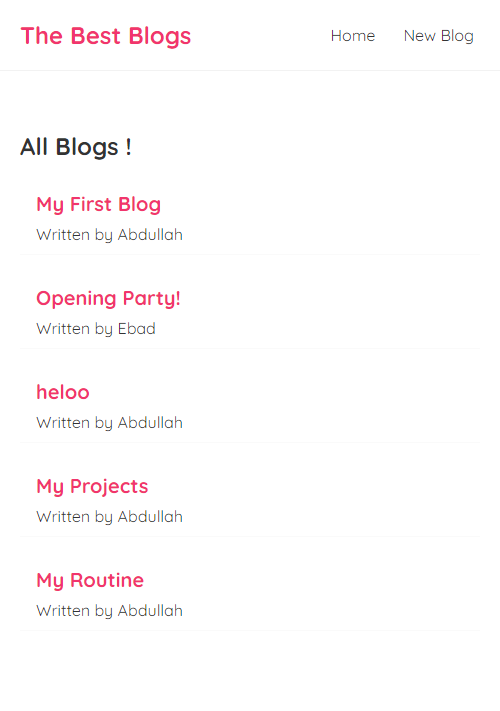 The Best Blogs Home New Blog
All Blogs !
My First Blog
Written by Abdullah
Opening Party!
Written by Ebad
heloo
Written by Abdullah
My Projects
Written by Abdullah
My Routine
Written by Abdullah